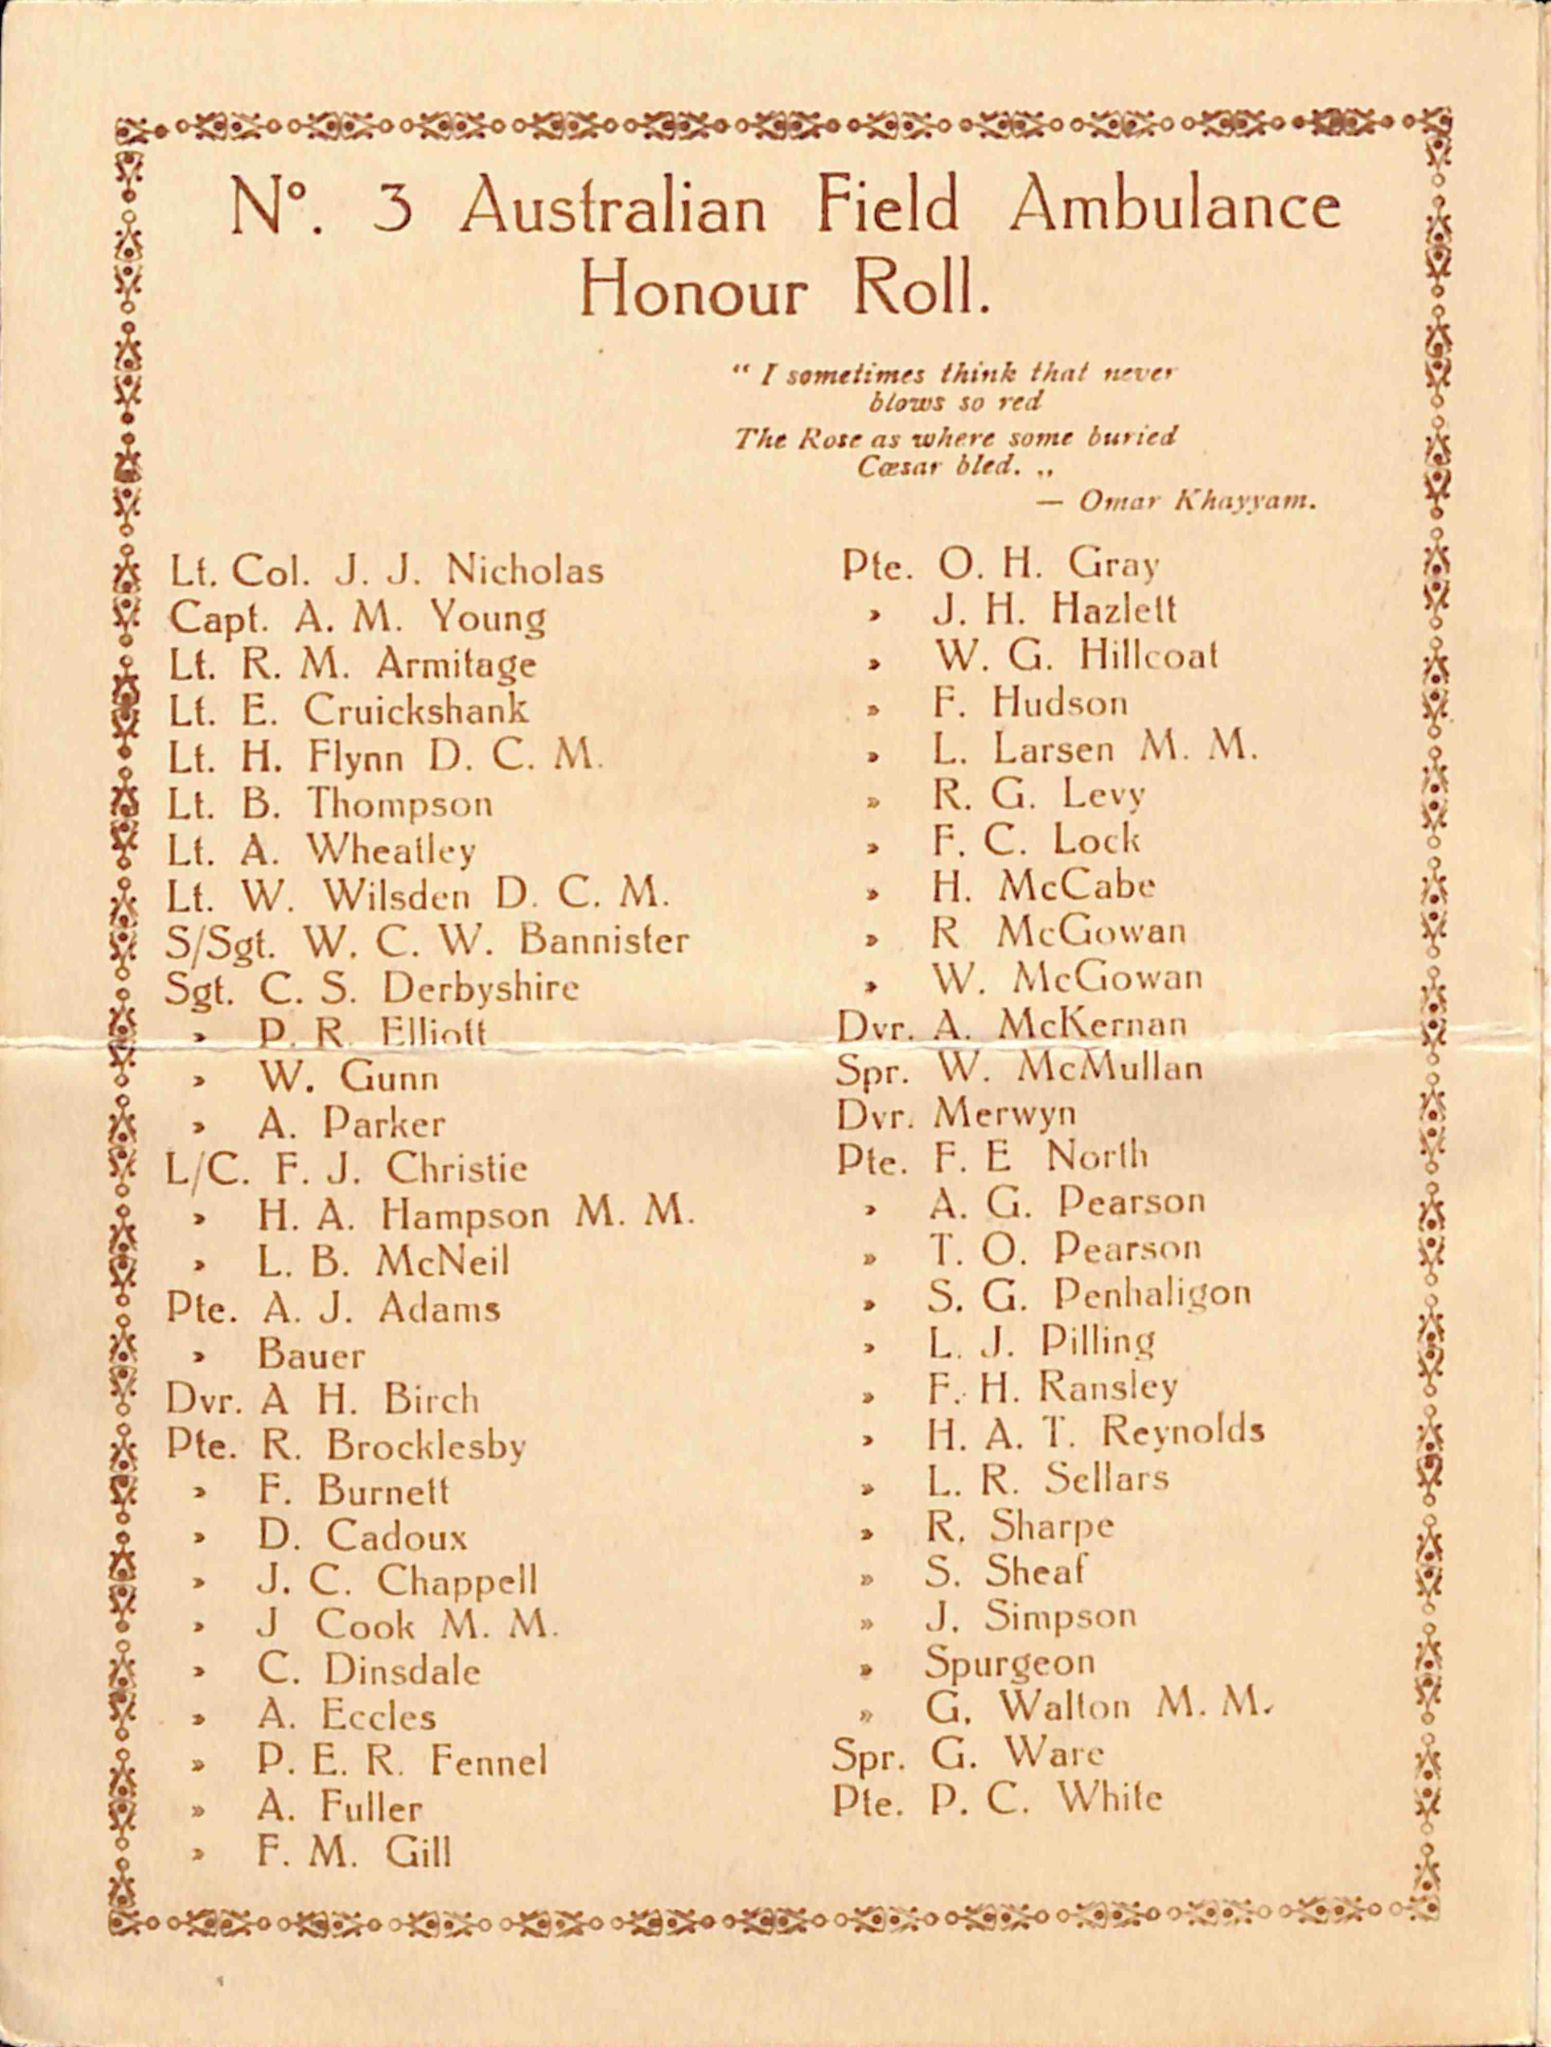 Nº. 3 Australian Field Ambulance
Honour Roll.
“ I sometimes think that never
blows so red
The Rose as where some buried
Cæsar bled. „
— Omar Khayyam.
Lt. Col. J. J. Nicholas
Capt. A. M. Young
Lt. R. M. Armitage
Lt. E. Cruickshank
Lt. H. Flynn D. C. M.
Lt. B. Thompson
Lt. A. Wheatley
Lt. W. Wilsden D. C. M.
S/Sgt. W. C. W. Bannister
Sgt. C. S. Derbyshire
» P. R. Elliott
» W. Gunn
» A. Parker
L/C. F. J. Christie
» H. A. Hampson M. M.
» L. B. McNeil
Pte. A. J. Adams
» Bauer
Dvr. A H. Birch
Pte. R. Brocklesby
» F. Burnett
» D. Cadoux
» J. C. Chappell
» J Cook M. M.
» C. Dinsdale
» A. Eccles
» P. E. R. Fennel
» A. Fuller
» F. M. Gill
Pte. O. H. Gray
» J. H. Hazlett
» W. G. Hillcoat
» F. Hudson
» L. Larsen M. M.
» R. G. Levy
» F. C. Lock
» H. McCabe
» R McGowan
» W. McGowan
Dvr. A. McKernan
Spr. W. McMullan
Dvr. Merwyn
Pte. F. E North
» A. G. Pearson
» T. O. Pearson
» S. G. Penhaligon
» L. J. Pilling
» F. H. Ransley
» H. A. T. Reynolds
» L. R. Sellars
» R. Sharpe
» S. Sheaf
» J. Simpson
» Spurgeon
» G. Walton M. M.
Spr. G. Ware
Pte. P. C. White